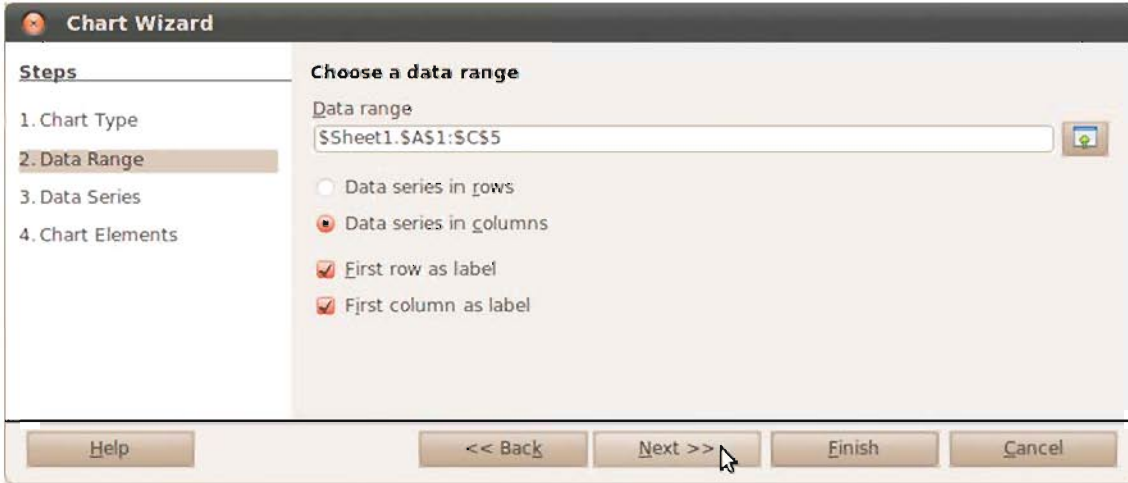 Chart Wizard
Steps
1. Chart Type
2. Data Range
3. Data Series
4. Chart Elements
Choose a data range
Data range
$Sheet1.$A$1:$C$5
Data series in rows
Data series in columns
First row as label
First column as label
Help
<< Back
Next >>
Finish
Cancel